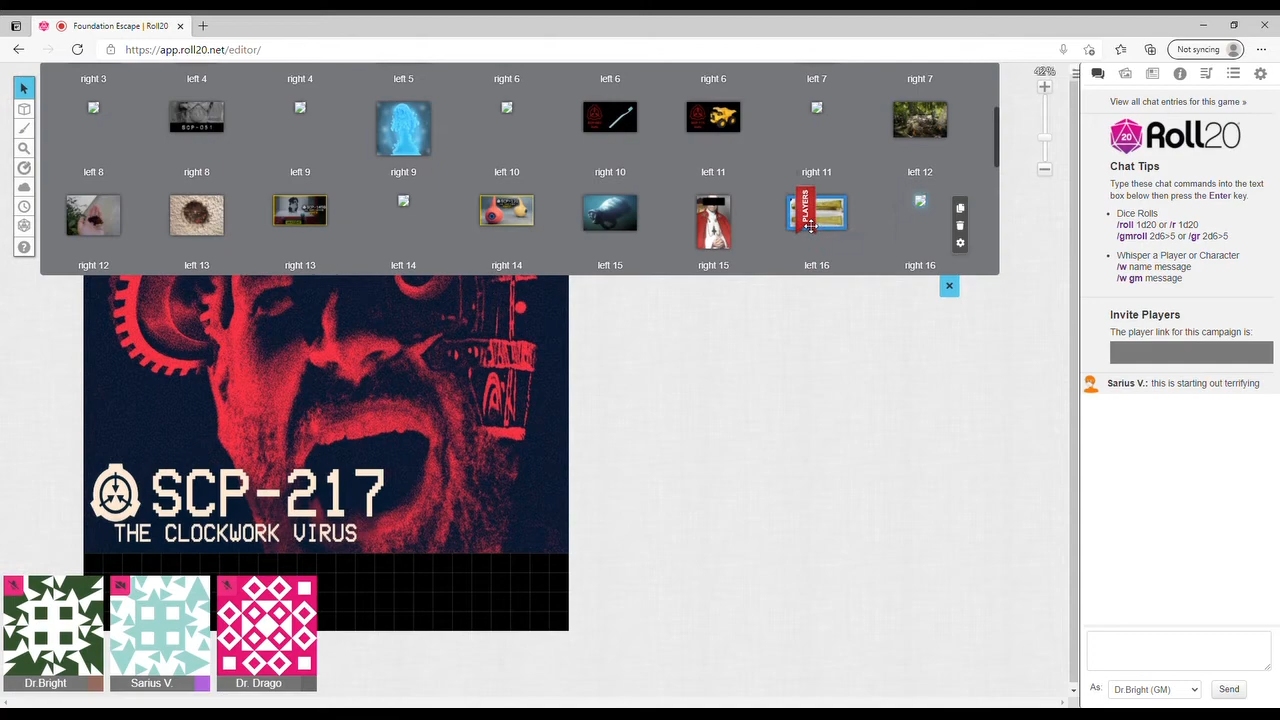 Foundation Escape | Roll20
https://app.roll20.net/editor/
Not syncing
right 3
left 4
right 4
left 5
right 6
left 6
right 6
left 7
right 7
42%
SCP-051
left 8
right 8
left 9
right 9
left 10
right 10
left 11
right 11
left 12
PLAYERS
right 12
left 13
right 13
left 14
right 14
left 15
right 15
left 16
right 16
SCP-217
THE CLOCKWORK VIRUS
Dr.Bright
Sarius V.
Dr. Drago
View all chat entries for this game »
20
Roll20
Chat Tips
Type these chat commands into the text
box below then press the Enter key.
• Dice Rolls
/roll 1d20 or /r 1d20
/gmroll 2d6>5 or /gr 2d6>5
• Whisper a Player or Character
/w name message
/w gm message
Invite Players
The player link for this campaign is:
Sarius V.: this is starting out terrifying
As:
Dr.Bright (GM)
Send